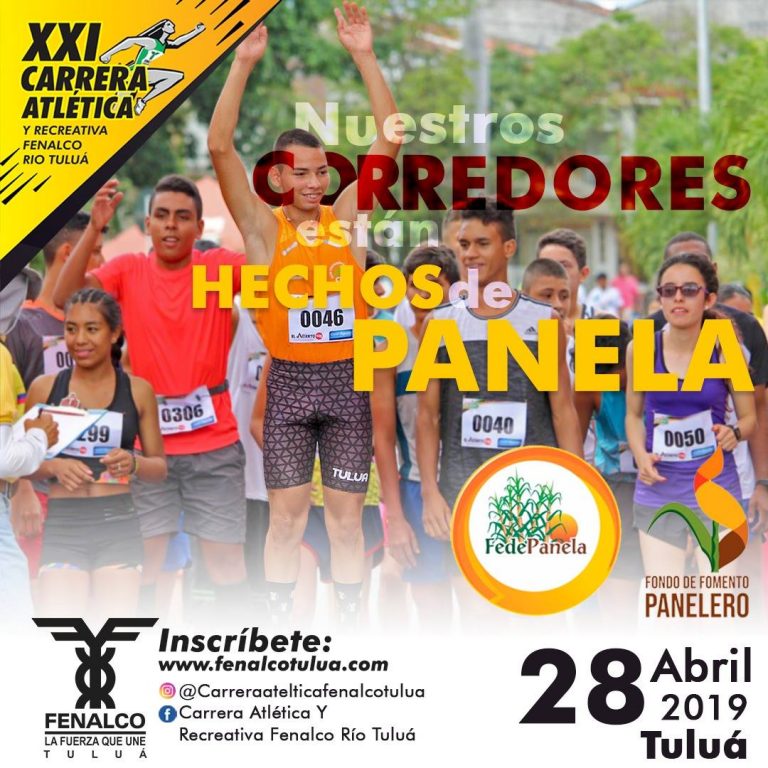 XXI
CARRERA
ATLÉTICA
Y RECREATIVA
FENALCO
RIO TULUÁ
Nuestros
CORREDORES
están
HECHOS de
PANELA
0046
0306
299
0040
0050
TULUA
FedePanela
FONDO DE FOMENTO
PANELERO
FENALCO
LA FUERZA QUE UNE
TULUÁ
Inscríbete:
www.fenalcotulua.com
@Carreraatelticafenalcotulua
Carrera Atlética Y
Recreativa Fenalco Río Tuluá
28 Abril
2019
Tuluá